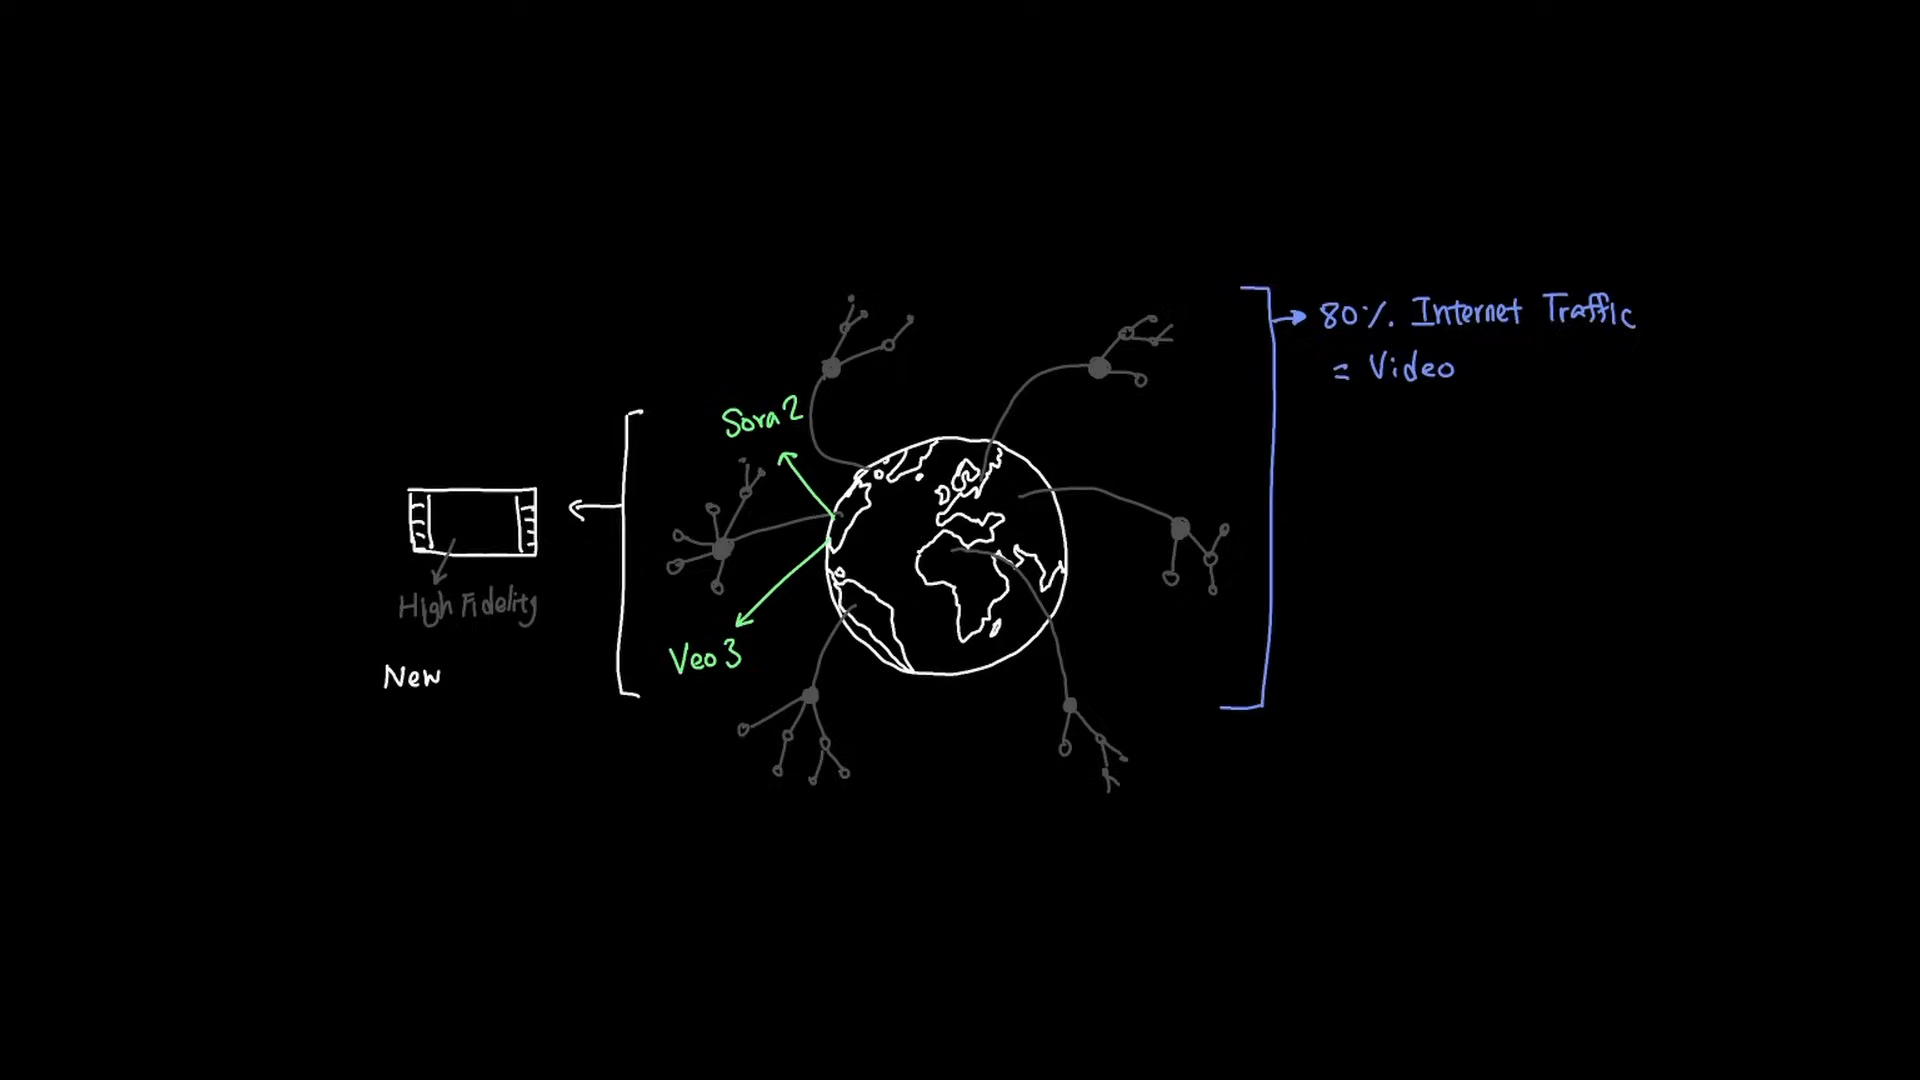 80% Internet Traffic
= Video
Sora 2
High Fidelity
Veo 3
New